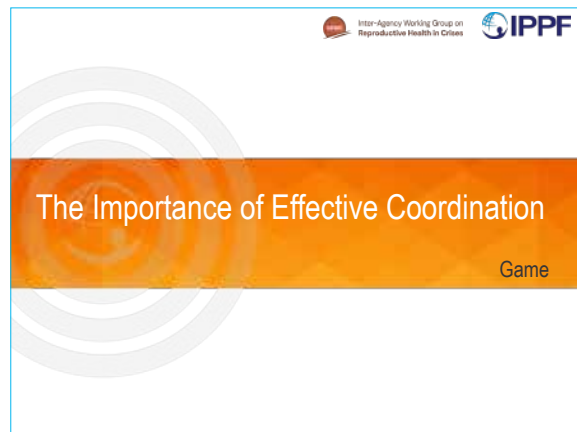 Inter-Agency Working Group on
Reproductive Health in Crises
IPPF
The Importance of Effective Coordination
Game